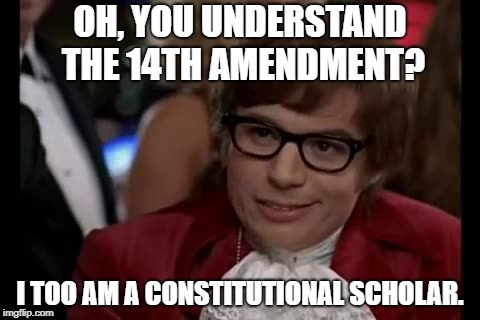 OH, YOU UNDERSTAND
THE 14TH AMENDMENT?
I TOO AM A CONSTITUTIONAL SCHOLAR.
imgflip.com